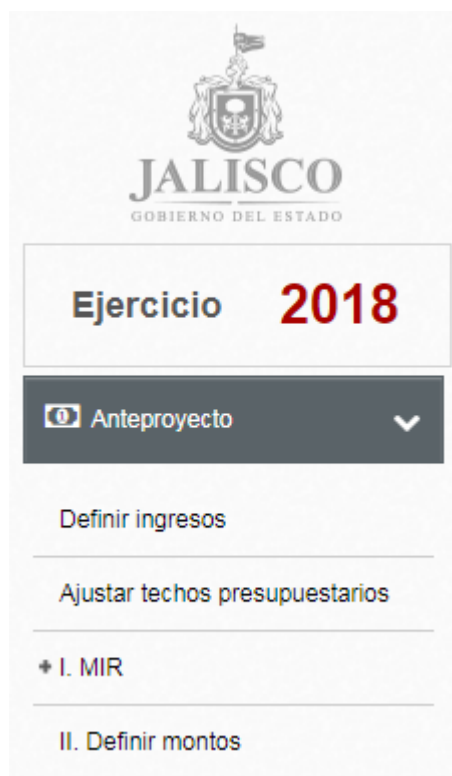 JALISCO
GOBIERNO DEL ESTADO
Ejercicio 2018
Anteproyecto
Definir ingresos
Ajustar techos presupuestarios
+ I. MIR
II. Definir montos